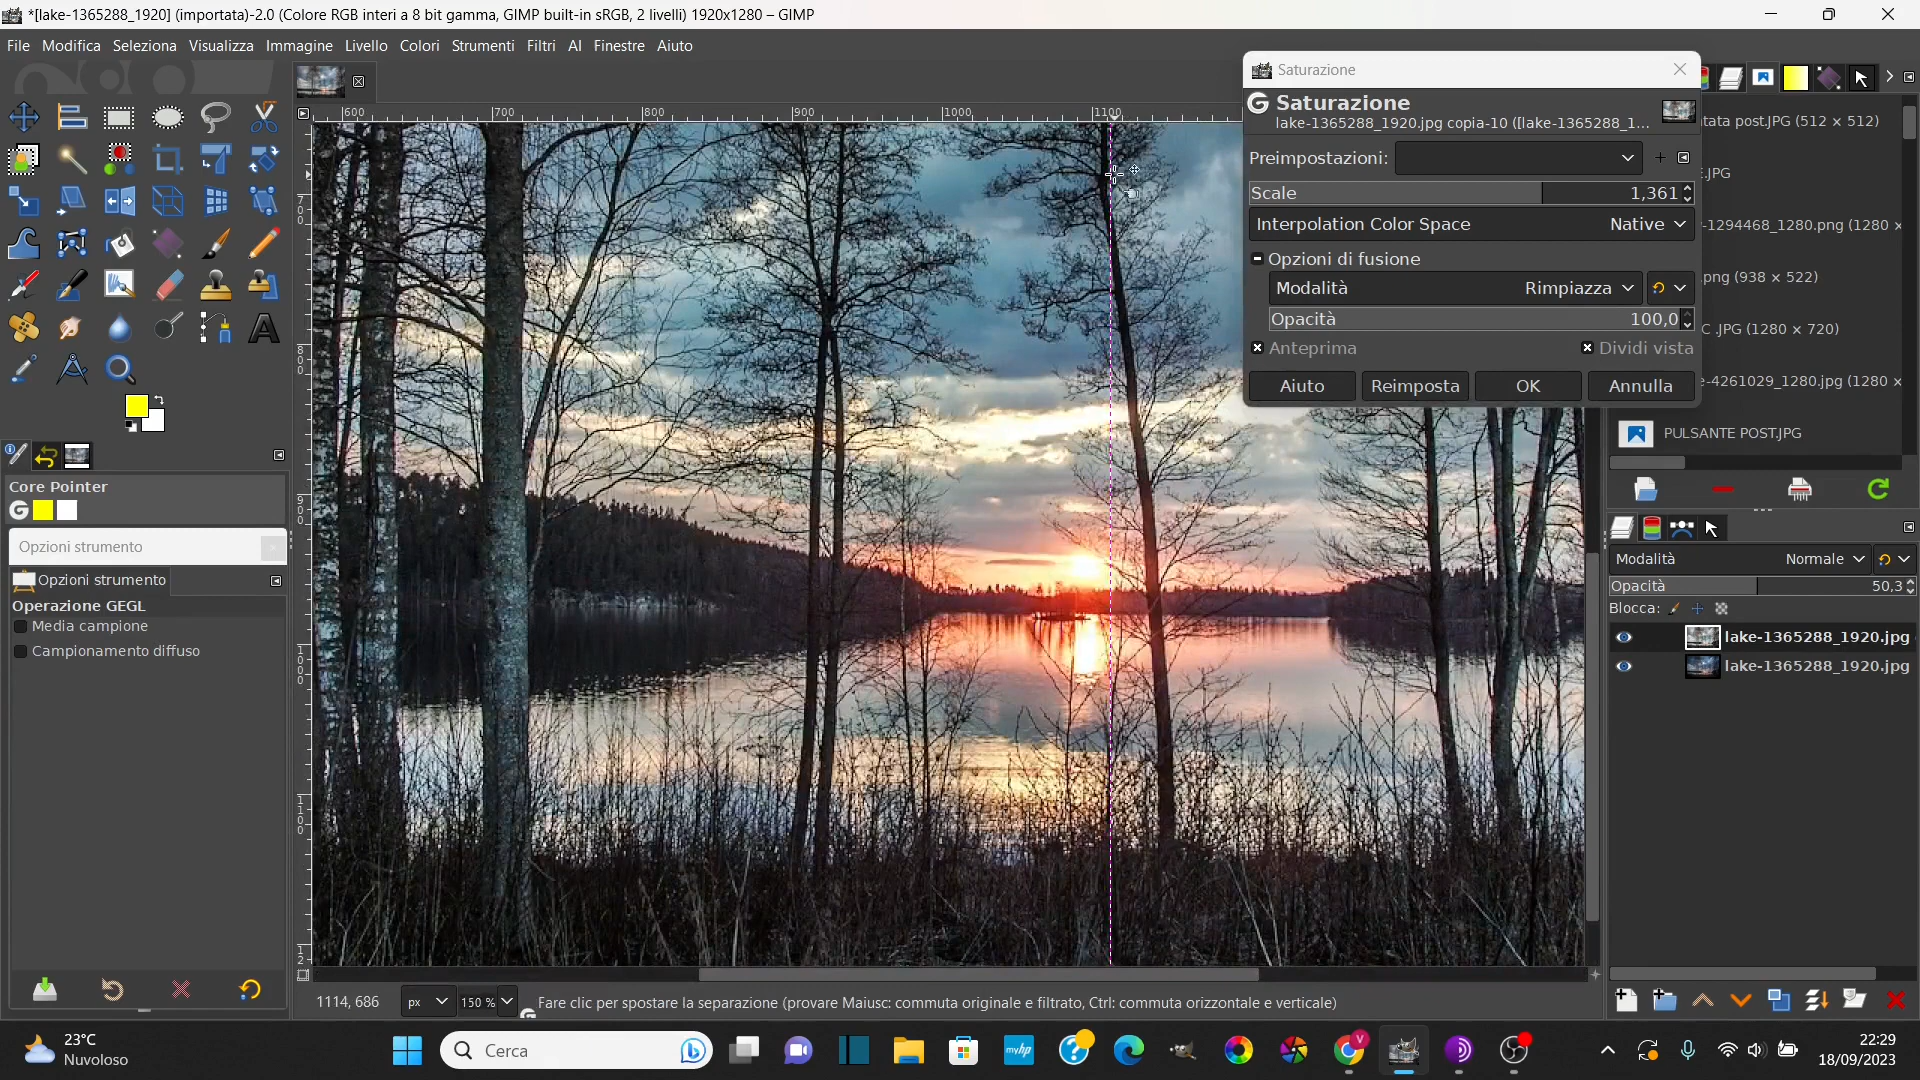 *[lake-1365288_1920] (importata)-2.0 (Colore RGB interi a 8 bit gamma, GIMP built-in sRGB, 2 livelli) 1920x1280 – GIMP
File Modifica Seleziona Visualizza Immagine Livello Colori Strumenti Filtri AI Finestre Aiuto
Saturazione
Saturazione
lake-1365288_1920.jpg copia-10 ([lake-1365288_1...
Preimpostazioni:
Scale 1,361
Interpolation Color Space Native
Opzioni di fusione
Modalità Rimpiazza
Opacità 100,0
Anteprima Dividi vista
Aiuto Reimposta OK Annulla
600 700 800 900 1000 1100
700
800
900
1000
1100
12
tata post.JPG (512 × 512)
.JPG
-1294468_1280.png (1280 ×
png (938 × 522)
C .JPG (1280 × 720)
e-4261029_1280.jpg (1280 ×
PULSANTE POST.JPG
Core Pointer
Opzioni strumento
Opzioni strumento
Operazione GEGL
Media campione
Campionamento diffuso
Modalità Normale
Opacità 50,3
Blocca:
lake-1365288_1920.jpg
lake-1365288_1920.jpg
1114, 686 px 150 % Fare clic per spostare la separazione (provare Maiusc: commuta originale e filtrato, Ctrl: commuta orizzontale e verticale)
23°C
Nuvoloso
Cerca
myhp
V
22:29
18/09/2023